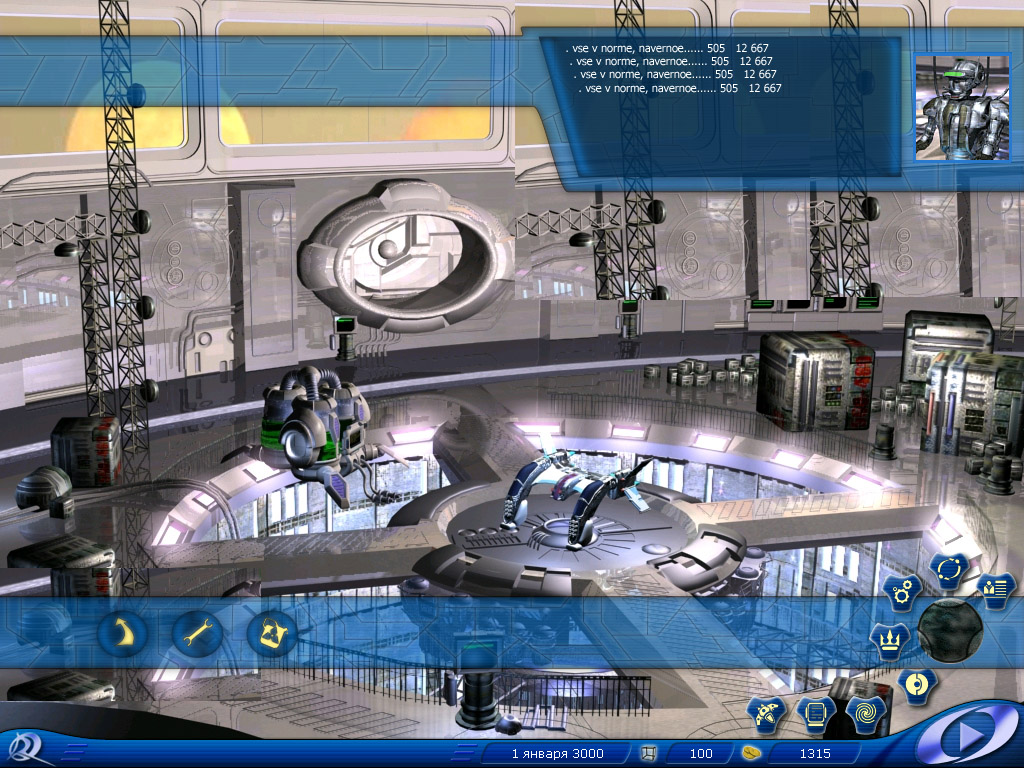 . vse v norme, navernoe...... 505 12 667
. vse v norme, navernoe...... 505 12 667
. vse v norme, navernoe...... 505 12 667
. vse v norme, navernoe...... 505 12 667
1 января 3000 100 1315